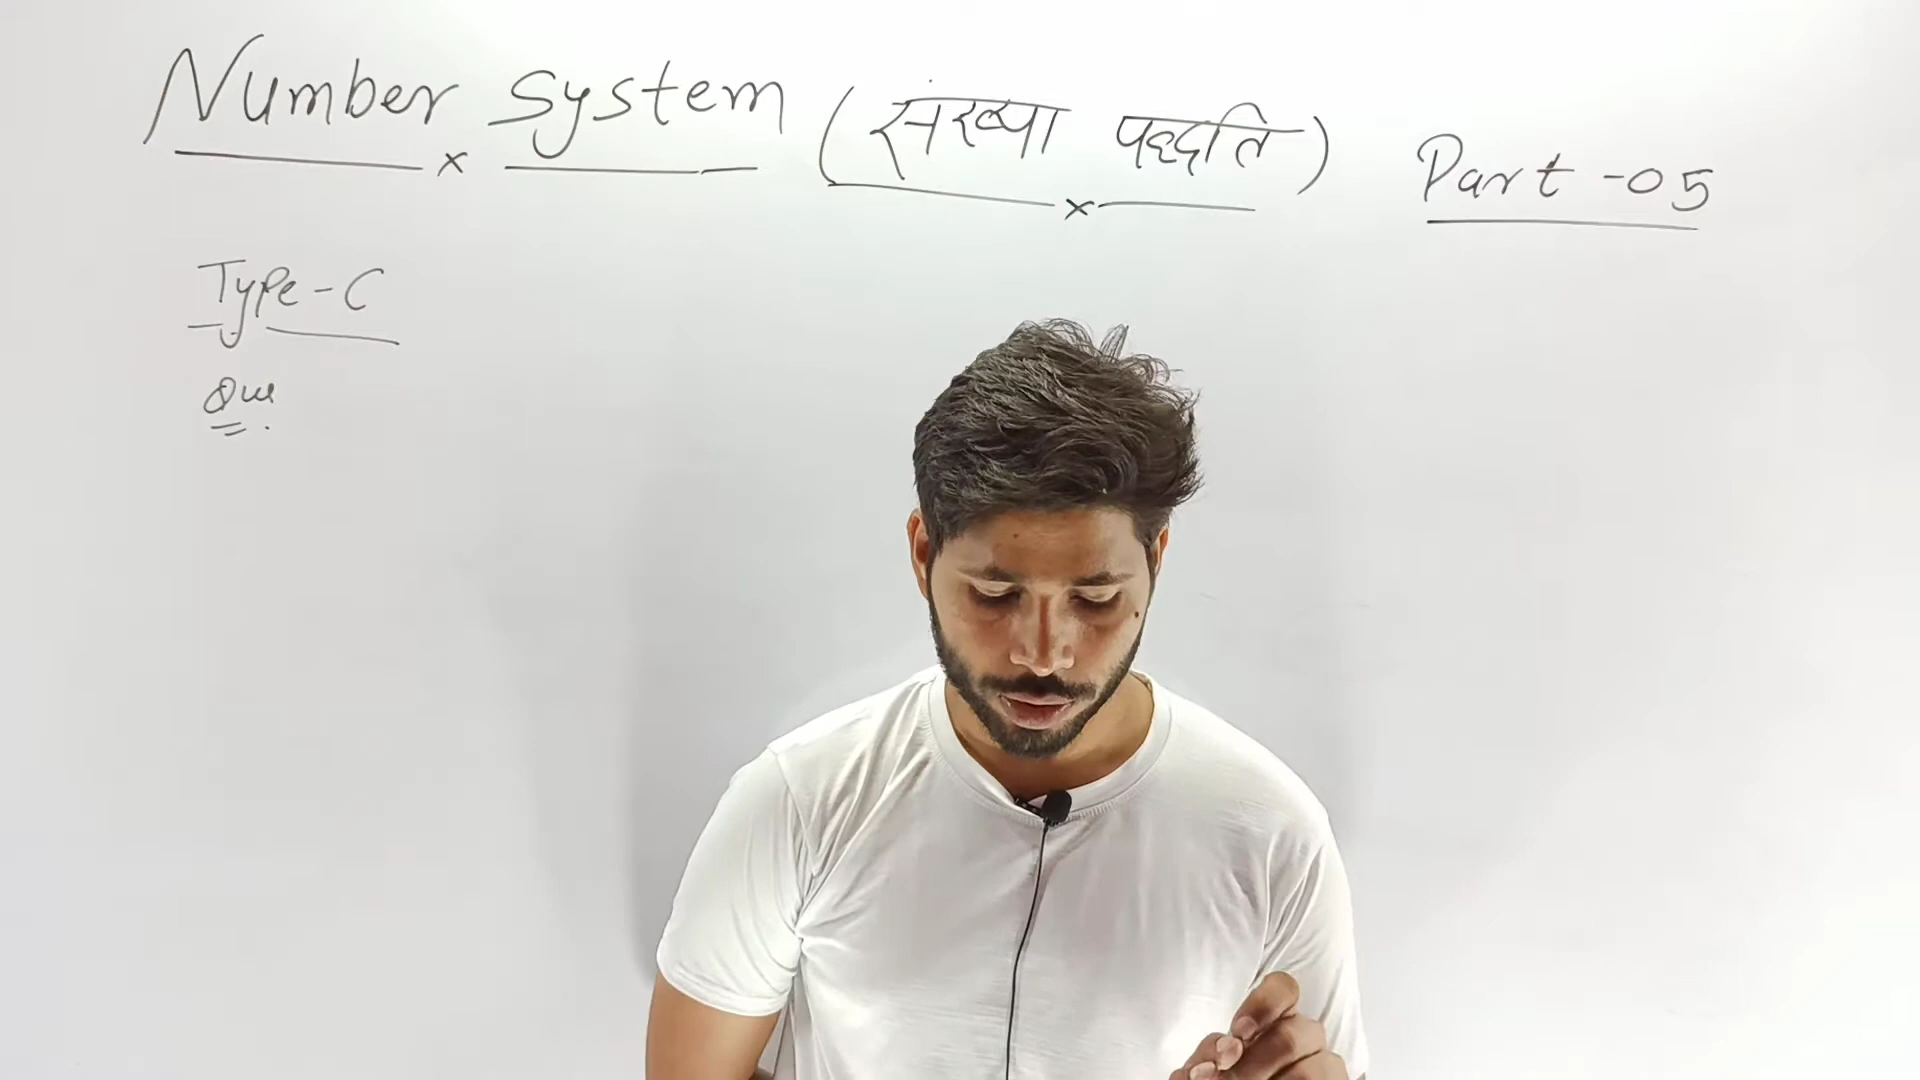 Number System (संख्या पद्धति) Part-05
Type-C
Que.